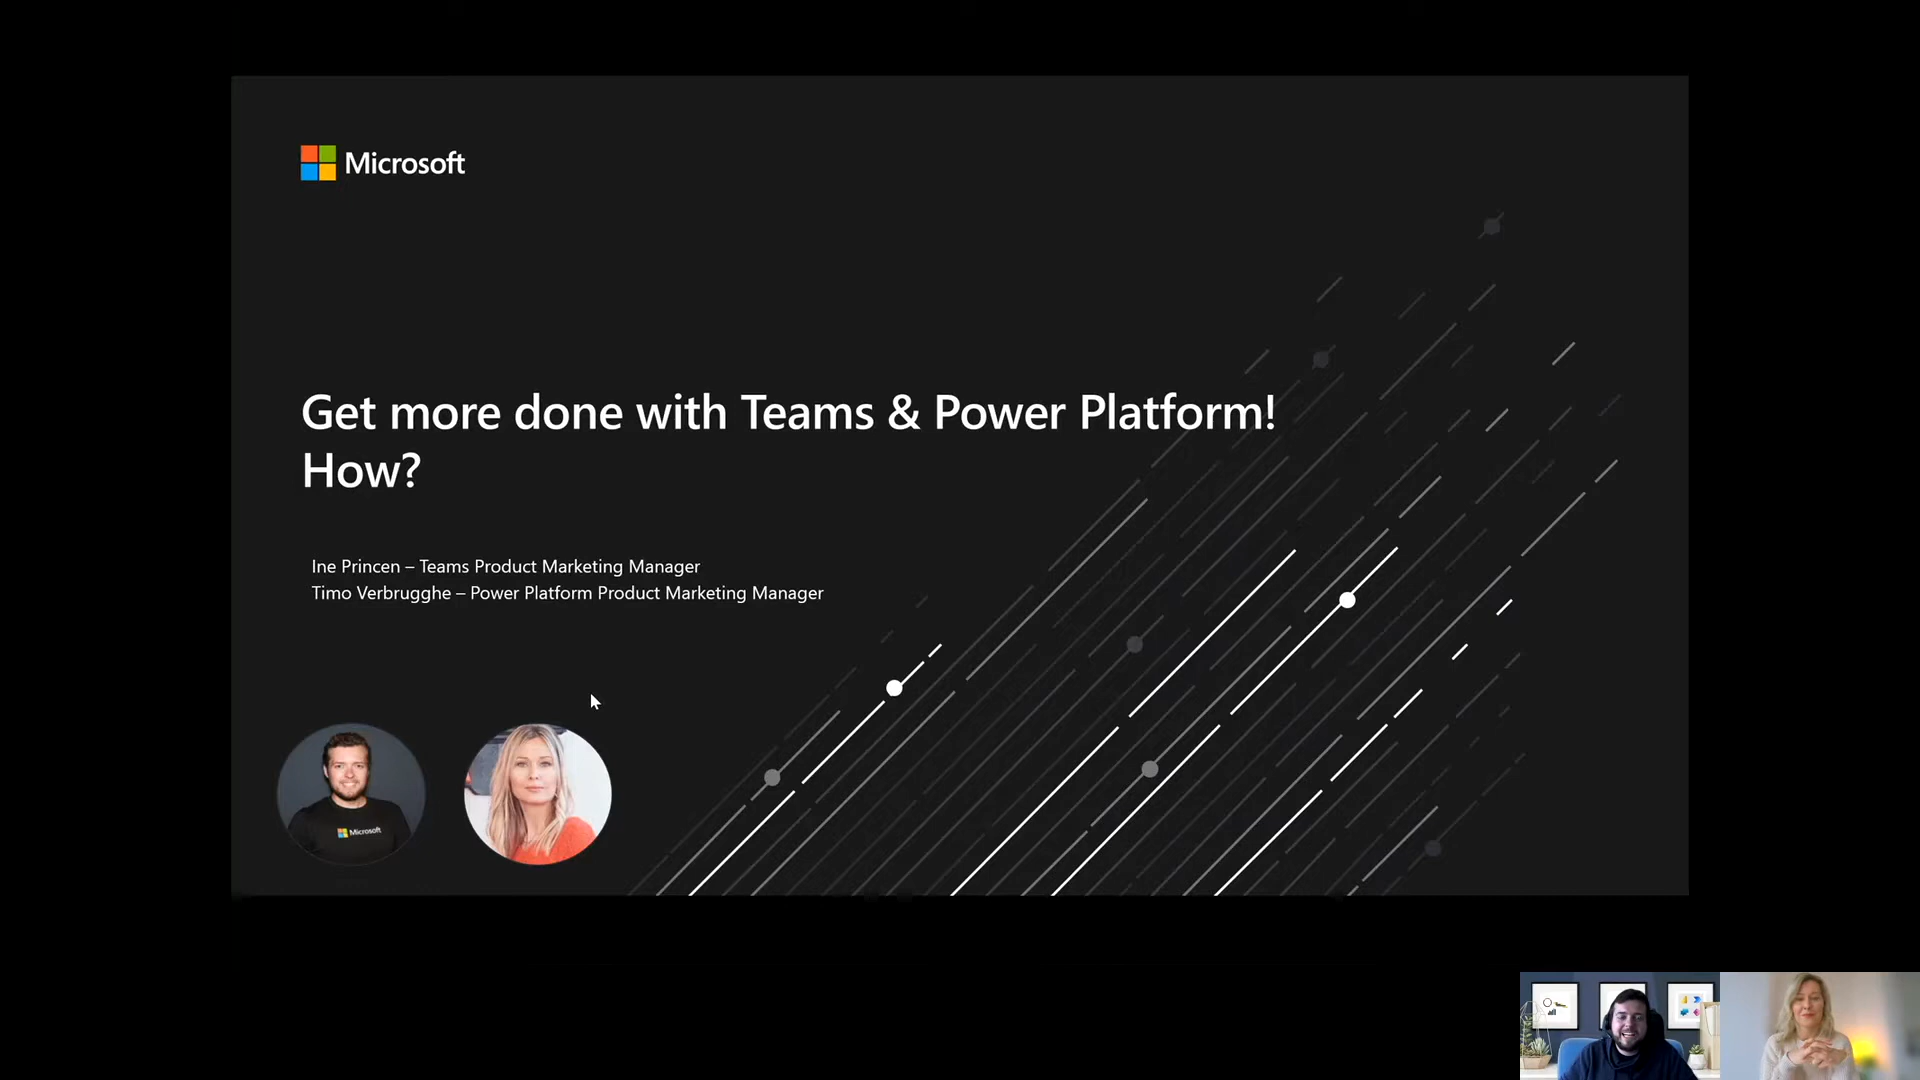 Microsoft
Get more done with Teams & Power Platform!
How?
Ine Princen – Teams Product Marketing Manager
Timo Verbrugghe – Power Platform Product Marketing Manager
Microsoft